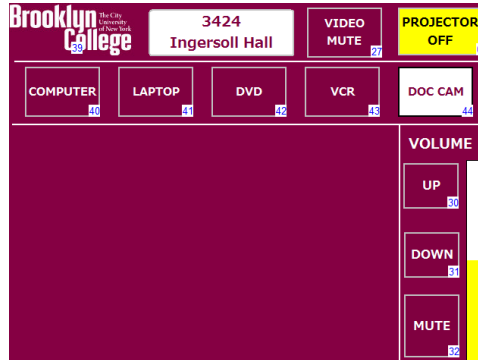 Brooklyn The City
University
of New York
College
39
3424
Ingersoll Hall
VIDEO
MUTE
27
PROJECTOR
OFF
COMPUTER
40
LAPTOP
41
DVD
42
VCR
43
DOC CAM
44
VOLUME
UP
30
DOWN
31
MUTE
32